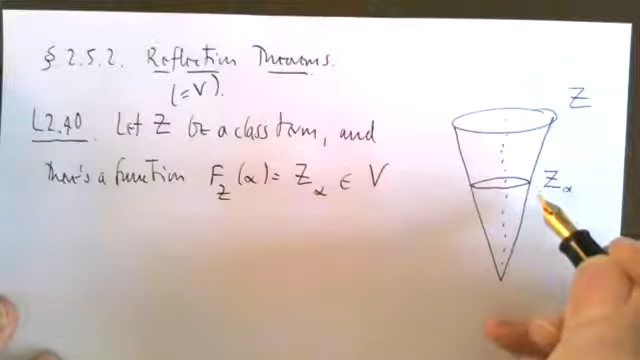 § 2.5.2. Reflection Theorems.
(=V).
L2.40. Let Z be a class term, and
there's a function F_Z(α) = Z_α ∈ V
Z
Z_α